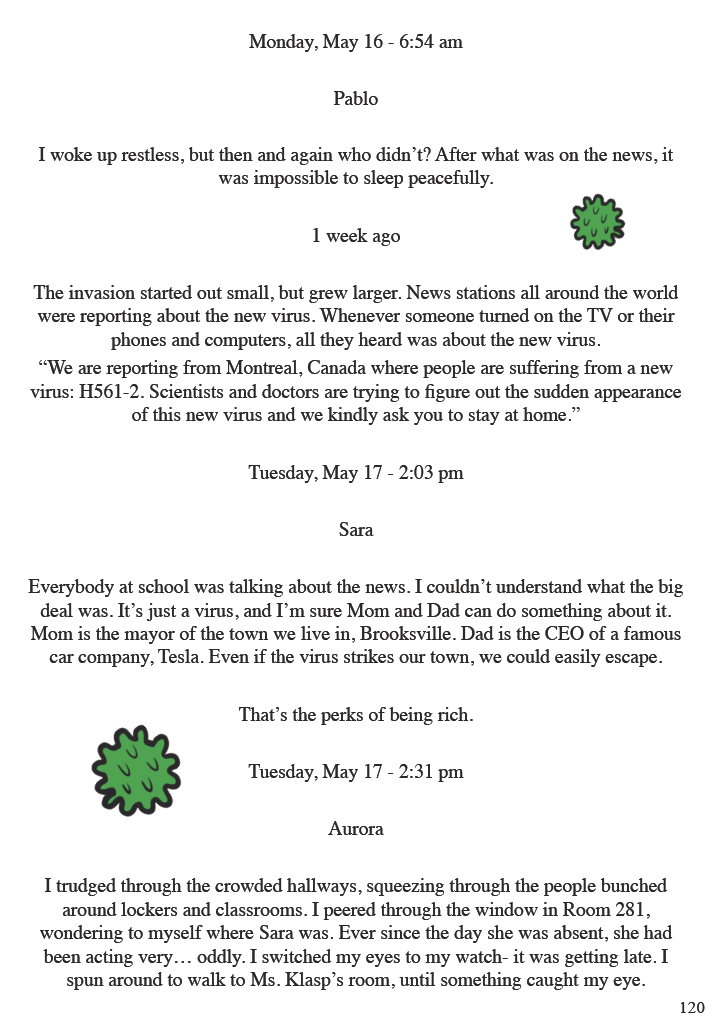 Monday, May 16 - 6:54 am
Pablo
I woke up restless, but then and again who didn’t? After what was on the news, it
was impossible to sleep peacefully.
1 week ago
The invasion started out small, but grew larger. News stations all around the world
were reporting about the new virus. Whenever someone turned on the TV or their
phones and computers, all they heard was about the new virus.
“We are reporting from Montreal, Canada where people are suffering from a new
virus: H561-2. Scientists and doctors are trying to figure out the sudden appearance
of this new virus and we kindly ask you to stay at home.”
Tuesday, May 17 - 2:03 pm
Sara
Everybody at school was talking about the news. I couldn’t understand what the big
deal was. It’s just a virus, and I’m sure Mom and Dad can do something about it.
Mom is the mayor of the town we live in, Brooksville. Dad is the CEO of a famous
car company, Tesla. Even if the virus strikes our town, we could easily escape.
That’s the perks of being rich.
Tuesday, May 17 - 2:31 pm
Aurora
I trudged through the crowded hallways, squeezing through the people bunched
around lockers and classrooms. I peered through the window in Room 281,
wondering to myself where Sara was. Ever since the day she was absent, she had
been acting very… oddly. I switched my eyes to my watch- it was getting late. I
spun around to walk to Ms. Klasp’s room, until something caught my eye.
120